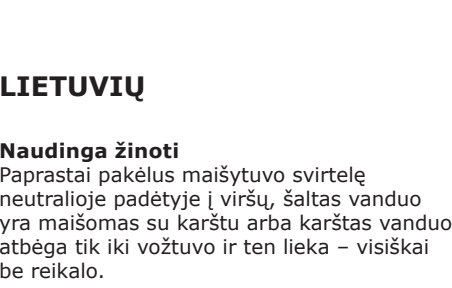 LIETUVIŲ
Naudinga žinoti
Paprastai pakėlus maišytuvo svirtelę
neutralioje padėtyje į viršų, šaltas vanduo
yra maišomas su karštu arba karštas vanduo
atbėga tik iki vožtuvo ir ten lieka – visiškai
be reikalo.